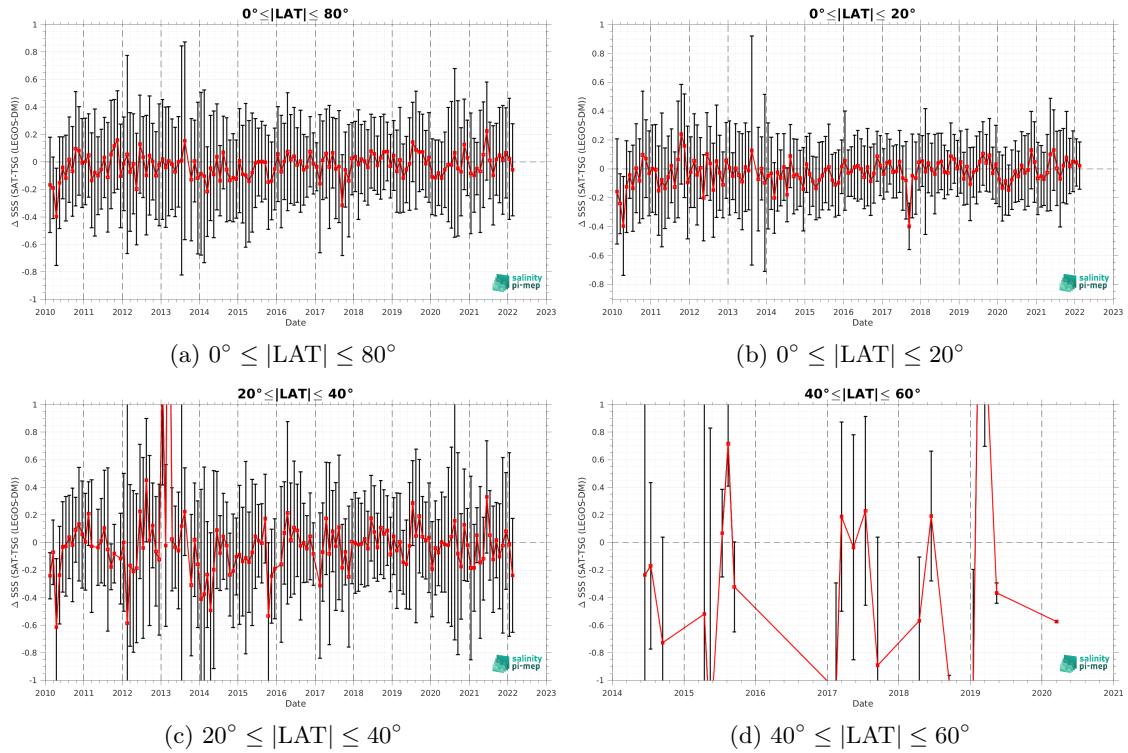 0°≤|LAT|≤ 80°
Δ SSS (SAT-TSG (LEGOS-DM))
1
0.8
0.6
0.4
0.2
0
-0.2
-0.4
-0.6
-0.8
-1
2010 2011 2012 2013 2014 2015 2016 2017 2018 2019 2020 2021 2022 2023
Date
salinity
pi-mep
(a) 0° ≤ |LAT| ≤ 80°
0°≤|LAT|≤ 20°
Δ SSS (SAT-TSG (LEGOS-DM))
1
0.8
0.6
0.4
0.2
0
-0.2
-0.4
-0.6
-0.8
2010 2011 2012 2013 2014 2015 2016 2017 2018 2019 2020 2021 2022 2023
Date
salinity
pi-mep
(b) 0° ≤ |LAT| ≤ 20°
20°≤|LAT|≤ 40°
Δ SSS (SAT-TSG (LEGOS-DM))
1
0.8
0.6
0.4
0.2
0
-0.2
-0.4
-0.6
-0.8
-1
2010 2011 2012 2013 2014 2015 2016 2017 2018 2019 2020 2021 2022 2023
Date
salinity
pi-mep
(c) 20° ≤ |LAT| ≤ 40°
40°≤|LAT|≤ 60°
Δ SSS (SAT-TSG (LEGOS-DM))
1
0.8
0.6
0.4
0.2
0
-0.2
-0.4
-0.6
-0.8
-1
2014 2015 2016 2017 2018 2019 2020 2021
Date
salinity
pi-mep
(d) 40° ≤ |LAT| ≤ 60°